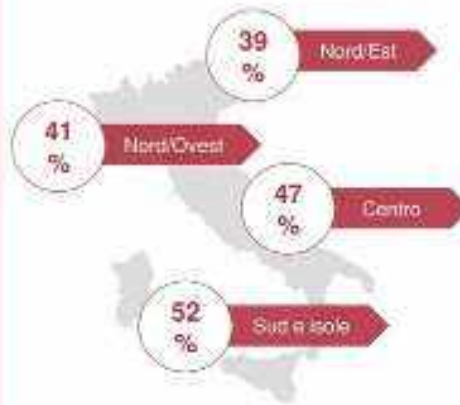 39
%
Nord/Est
41
%
Nord/Ovest
47
%
Centro
52
%
Sud e isole